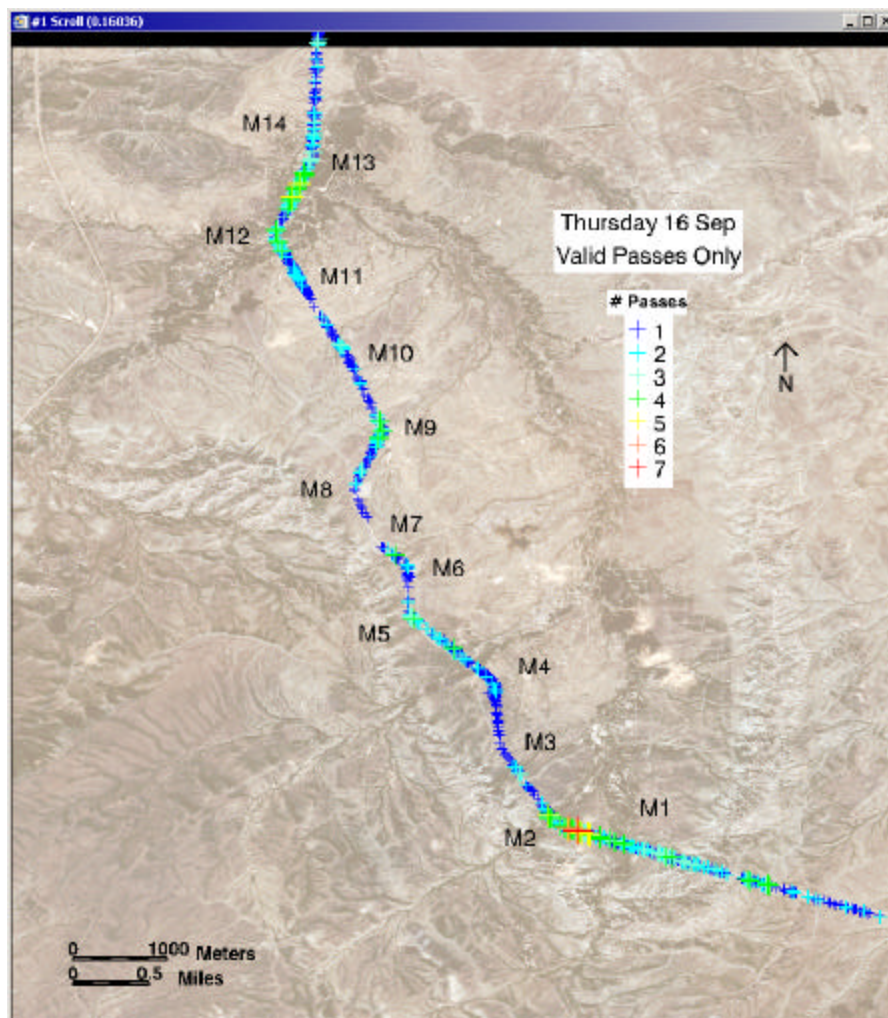 #1 Scroll (0.16036)
M14
M13
M12
Thursday 16 Sep
Valid Passes Only
M11
# Passes
1
2
3
4
5
6
7
N
M10
M9
M8
M7
M6
M5
M4
M3
M1
M2
0 1000 Meters
0 0.5 Miles